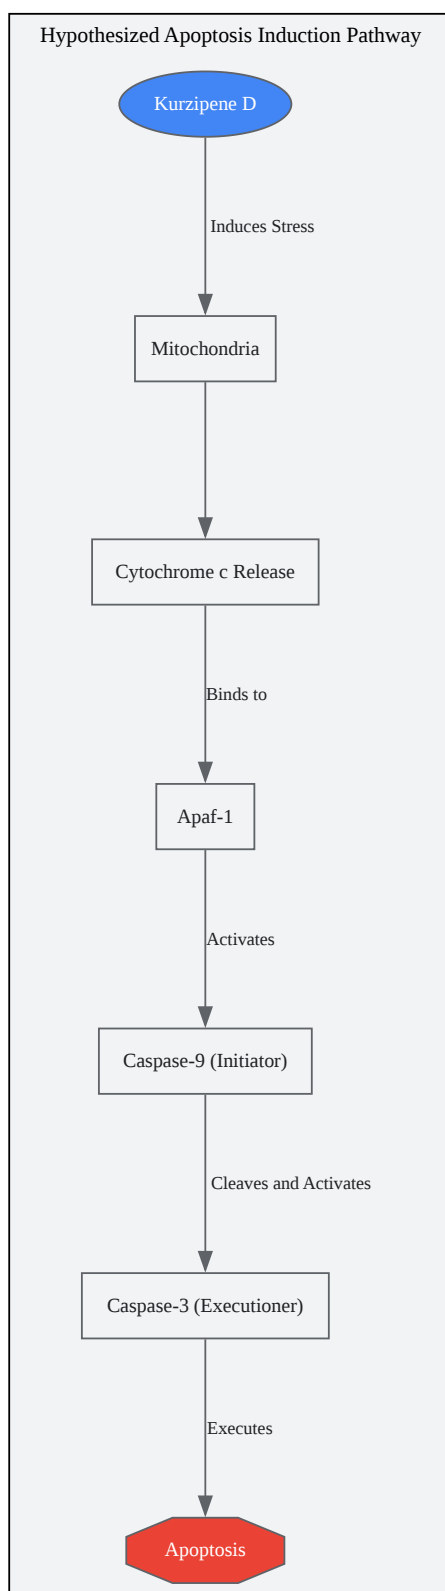 Hypothesized Apoptosis Induction Pathway
Kurzipene D
Induces Stress
Mitochondria
Cytochrome c Release
Binds to
Apaf-1
Activates
Caspase-9 (Initiator)
Cleaves and Activates
Caspase-3 (Executioner)
Executes
Apoptosis